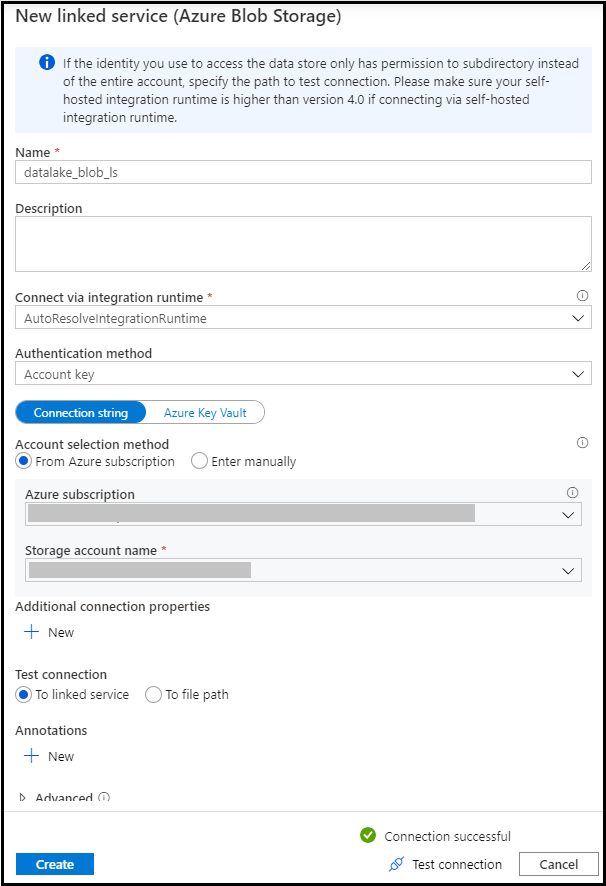 New linked service (Azure Blob Storage)
If the identity you use to access the data store only has permission to subdirectory instead
of the entire account, specify the path to test connection. Please make sure your self-
hosted integration runtime is higher than version 4.0 if connecting via self-hosted
integration runtime.
Name *
datalake_blob_ls
Description
Connect via integration runtime *
AutoResolveIntegrationRuntime
Authentication method
Account key
Connection string Azure Key Vault
Account selection method
From Azure subscription Enter manually
Azure subscription
Storage account name *
Additional connection properties
New
Test connection
To linked service To file path
Annotations
New
Advanced
Connection successful
Create Test connection Cancel